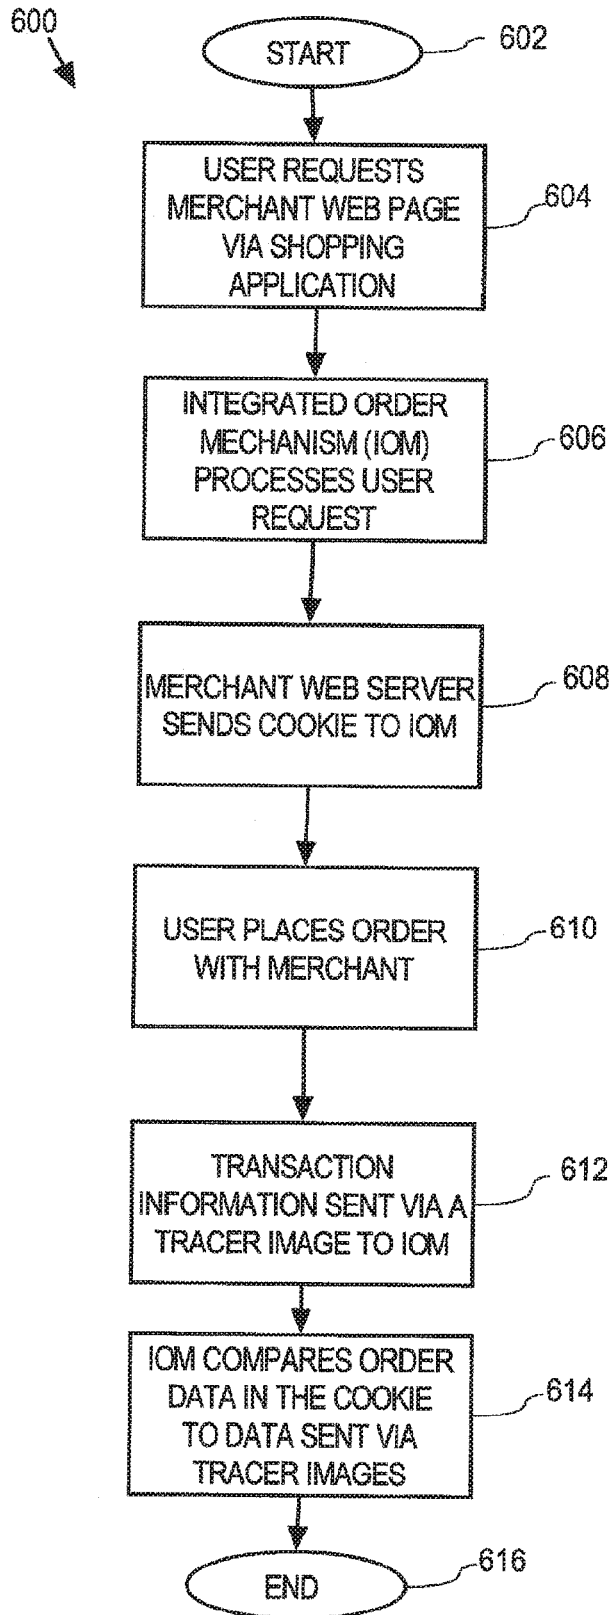 600
START
602
USER REQUESTS
MERCHANT WEB PAGE
VIA SHOPPING
APPLICATION
604
INTEGRATED ORDER
MECHANISM (IOM)
PROCESSES USER
REQUEST
606
MERCHANT WEB SERVER
SENDS COOKIE TO IOM
608
USER PLACES ORDER
WITH MERCHANT
610
TRANSACTION
INFORMATION SENT VIA A
TRACER IMAGE TO IOM
612
IOM COMPARES ORDER
DATA IN THE COOKIE
TO DATA SENT VIA
TRACER IMAGES
614
END
616